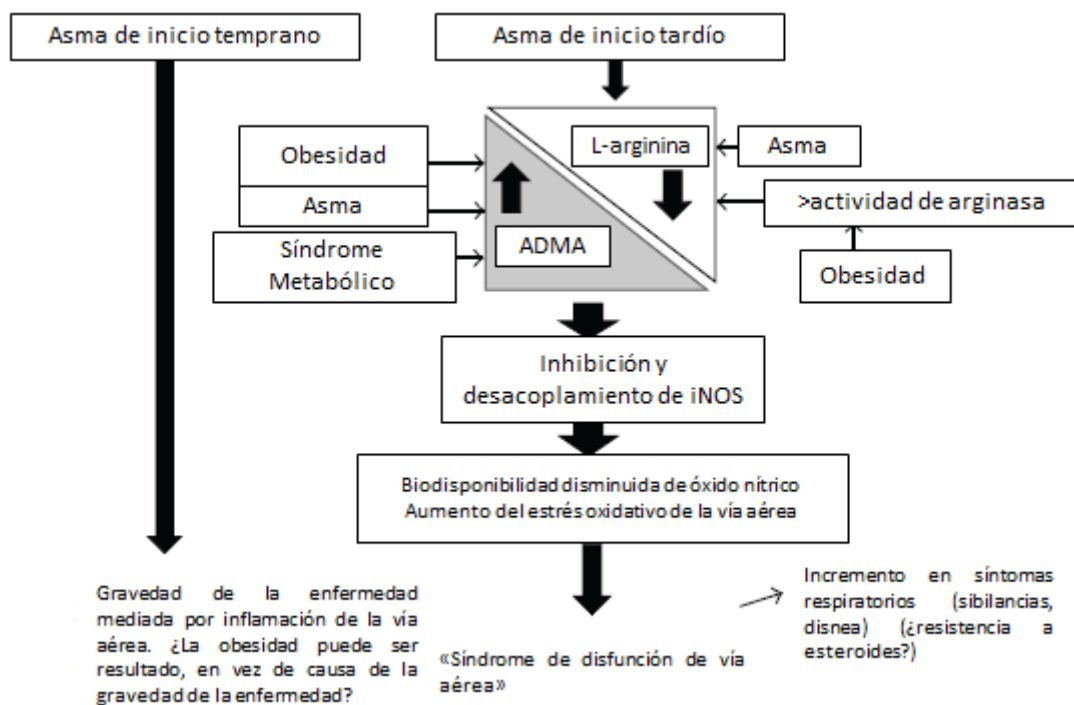 Asma de inicio temprano
Asma de inicio tardío
Obesidad
Asma
Síndrome
Metabólico
ADMA
L-arginina
Asma
>actividad de arginasa
Obesidad
Inhibición y
desacoplamiento de iNOS
Biodisponibilidad disminuida de óxido nítrico
Aumento del estrés oxidativo de la vía aérea
Gravedad de la enfermedad
mediada por inflamación de la vía
aérea. ¿La obesidad puede ser
resultado, en vez de causa de la
gravedad de la enfermedad?
«Síndrome de disfunción de vía
aérea»
Incremento en síntomas
respiratorios (sibilancias,
disnea) (¿resistencia a
esteroides?)